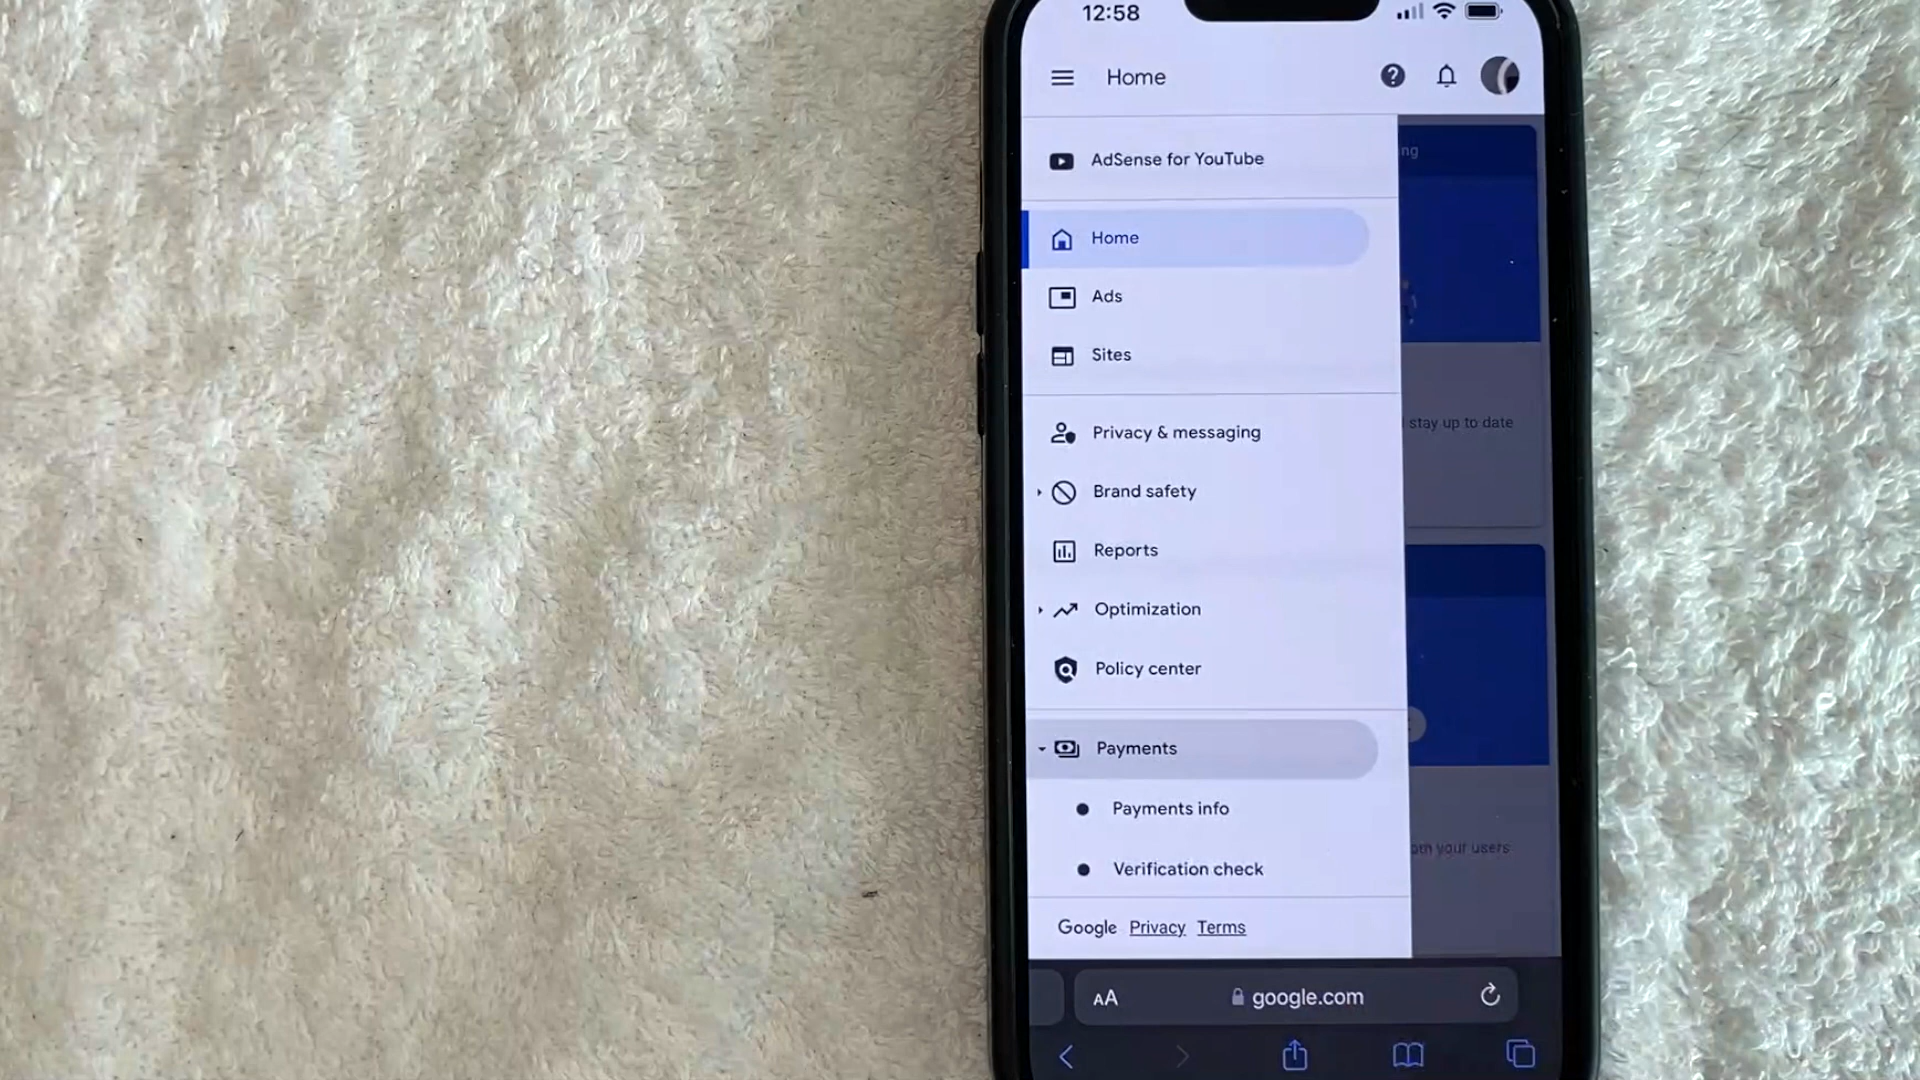 12:58
Home
AdSense for YouTube
ng
Home
Ads
Sites
stay up to date
Privacy & messaging
Brand safety
Reports
Optimization
Policy center
Payments
Payments info
your users
Verification check
Google Privacy Terms
AA google.com